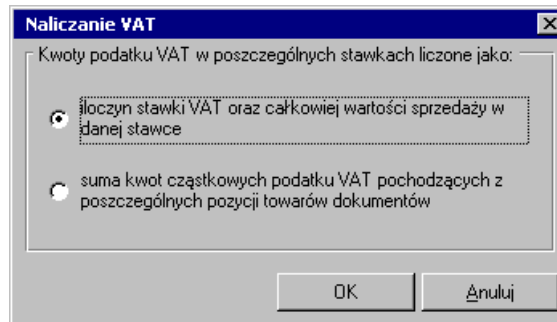 Naliczanie VAT
Kwoty podatku VAT w poszczególnych stawkach liczone jako:
iloczyn stawki VAT oraz całkowiej wartości sprzedaży w
danej stawce
suma kwot cząstkowych podatku VAT pochodzących z
poszczególnych pozycji towarów dokumentów
OK
Anuluj